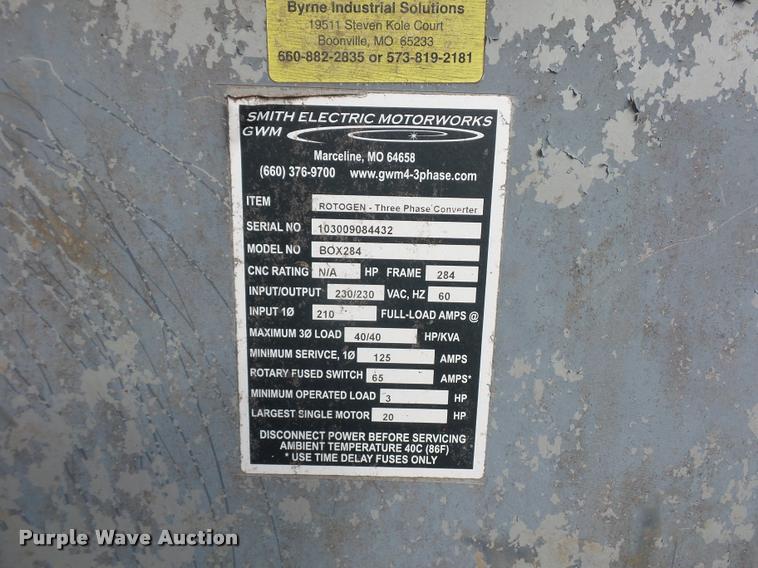 Byrne Industrial Solutions
19511 Steven Kole Court
Boonville, MO 65233
660-882-2835 or 573-819-2181
SMITH ELECTRIC MOTORWORKS
GWM
Marceline, MO 64658
(660) 376-9700 www.gwm4-3phase.com
ITEM ROTOGEN - Three Phase Converter
SERIAL NO 103009084432
MODEL NO BOX284
CNC RATING N/A HP FRAME 284
INPUT/OUTPUT 230/230 VAC, HZ 60
INPUT 1Ø 210 FULL-LOAD AMPS @
MAXIMUM 3Ø LOAD 40/40 HP/KVA
MINIMUM SERIVCE, 1Ø 125 AMPS
ROTARY FUSED SWITCH 65 AMPS*
MINIMUM OPERATED LOAD 3 HP
LARGEST SINGLE MOTOR 20 HP
DISCONNECT POWER BEFORE SERVICING
AMBIENT TEMPERATURE 40C (86F)
* USE TIME DELAY FUSES ONLY
Purple Wave Auction